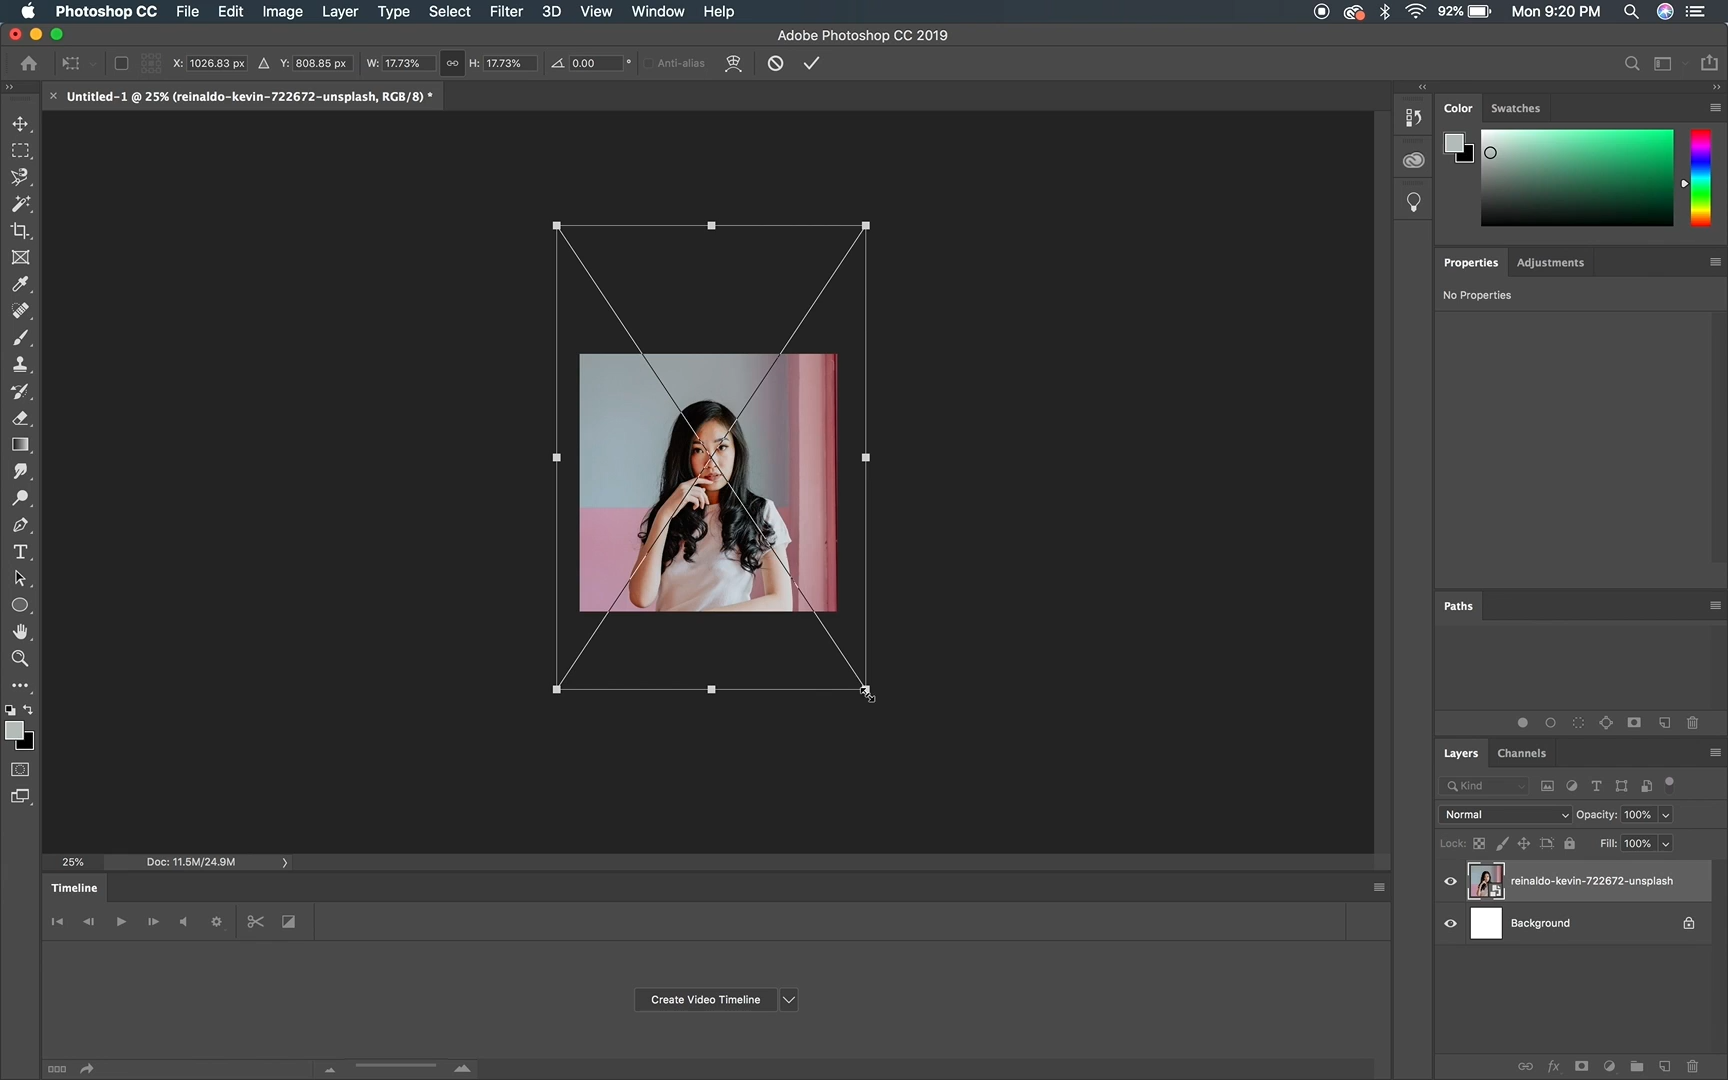 Photoshop CC File Edit Image Layer Type Select Filter 3D View Window Help 92% Mon 9:20 PM
Adobe Photoshop CC 2019
X: 1026.83 px Y: 808.85 px W: 17.73% H: 17.73% 0.00 ° Anti-alias
× Untitled-1 @ 25% (reinaldo-kevin-722672-unsplash, RGB/8) *
Color Swatches
Properties Adjustments
No Properties
Paths
Layers Channels
Kind
Normal Opacity: 100%
Lock: Fill: 100%
reinaldo-kevin-722672-unsplash
Background
fx
25% Doc: 11.5M/24.9M
Timeline
Create Video Timeline